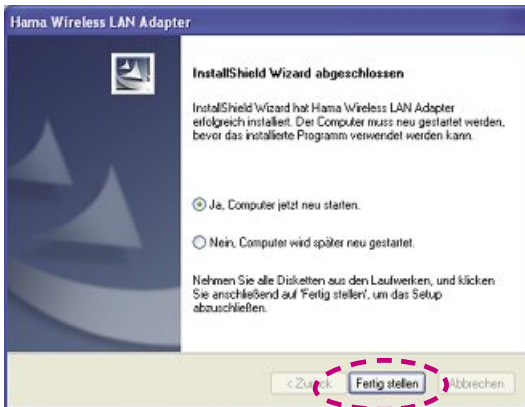 Hama Wireless LAN Adapter
InstallShield Wizard abgeschlossen
InstallShield Wizard hat Hama Wireless LAN Adapter
erfolgreich installiert. Der Computer muss neu gestartet werden,
bevor das installierte Programm verwendet werden kann.
Ja, Computer jetzt neu starten.
Nein, Computer wird später neu gestartet.
Nehmen Sie alle Disketten aus den Laufwerken, und klicken
Sie anschließend auf 'Fertig stellen', um das Setup
abzuschließen.
< Zurück Fertig stellen Abbrechen